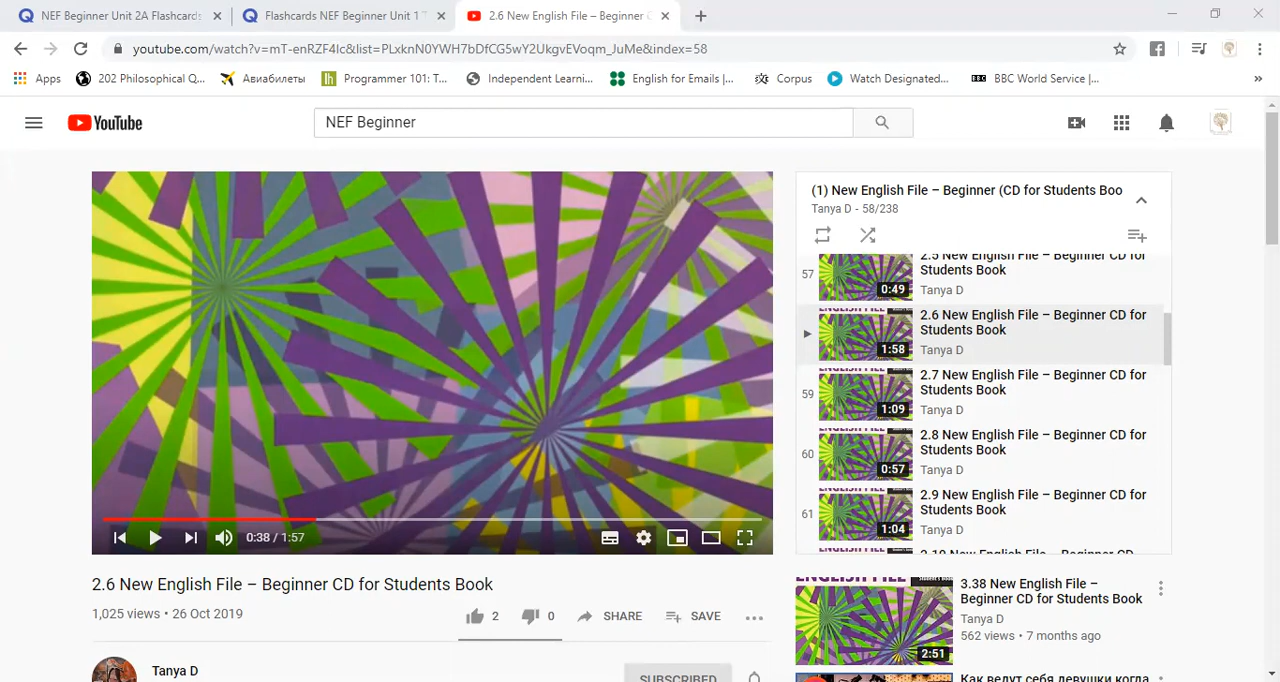 NEF Beginner Unit 2A Flashcards
Flashcards NEF Beginner Unit 1
2.6 New English File – Beginner C
youtube.com/watch?v=mT-enRZF4Ic&list=PLxknN0YWH7bDfCG5wY2UkgvEVoqm_JuMe&index=58
Apps
202 Philosophical Q...
Авиабилеты
Programmer 101: T...
Independent Learni...
English for Emails |...
Corpus
Watch Designated...
BBC World Service |...
YouTube
NEF Beginner
(1) New English File – Beginner (CD for Students Boo
Tanya D - 58/238
57
0:49
2.5 New English File – Beginner CD for
Students Book
Tanya D
1:58
2.6 New English File – Beginner CD for
Students Book
Tanya D
59
1:09
2.7 New English File – Beginner CD for
Students Book
Tanya D
60
0:57
2.8 New English File – Beginner CD for
Students Book
Tanya D
61
1:04
2.9 New English File – Beginner CD for
Students Book
Tanya D
2.10 New English File – Beginner CD
0:38 / 1:57
2.6 New English File – Beginner CD for Students Book
1,025 views • 26 Oct 2019
2
0
SHARE
SAVE
Tanya D
SUBSCRIBED
ENGLISH FILE
2:51
3.38 New English File –
Beginner CD for Students Book
Tanya D
562 views • 7 months ago
Как ведут себя девушки когда